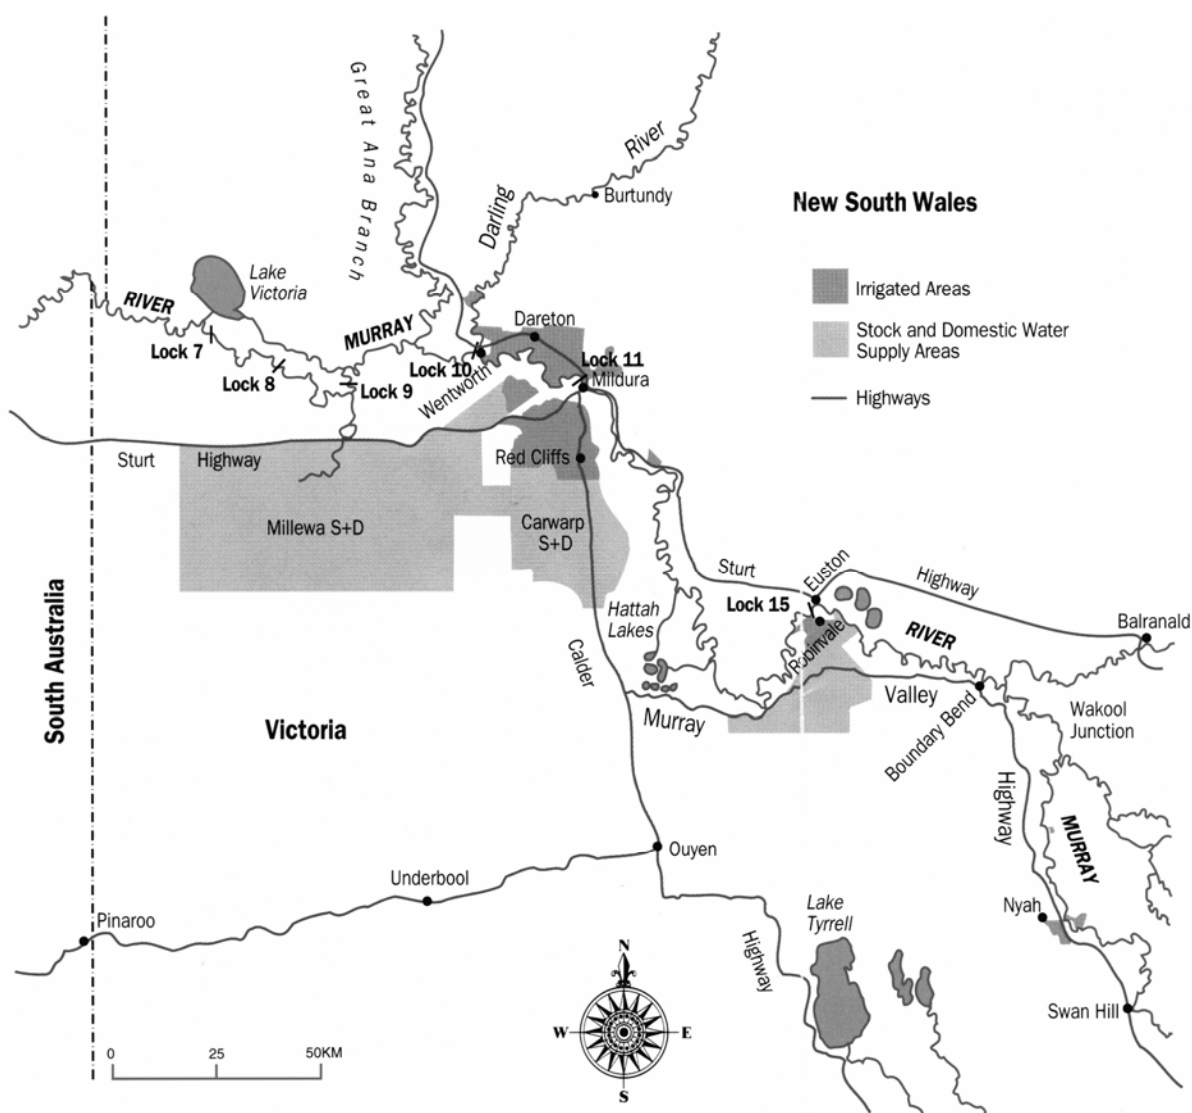 Great Ana Branch
Darling
River
Burtundy
New South Wales
Irrigated Areas
Stock and Domestic Water
Supply Areas
Highways
Lake
Victoria
RIVER
MURRAY
Lock 7
Lock 8
Lock 9
Lock 10
Dareton
Lock 11
Mildura
Wentworth
Sturt
Highway
Red Cliffs
Millewa S+D
Carwarp
S+D
South Australia
Victoria
Hattah
Lakes
Calder
Sturt
Euston
Highway
Lock 15
Robinvale
RIVER
Balranald
Murray
Valley
Boundary Bend
Wakool
Junction
Highway
MURRAY
Ouyen
Underbool
Pinaroo
Nyah
Lake
Tyrrell
Highway
Swan Hill
N
W
E
S
0
25
50KM